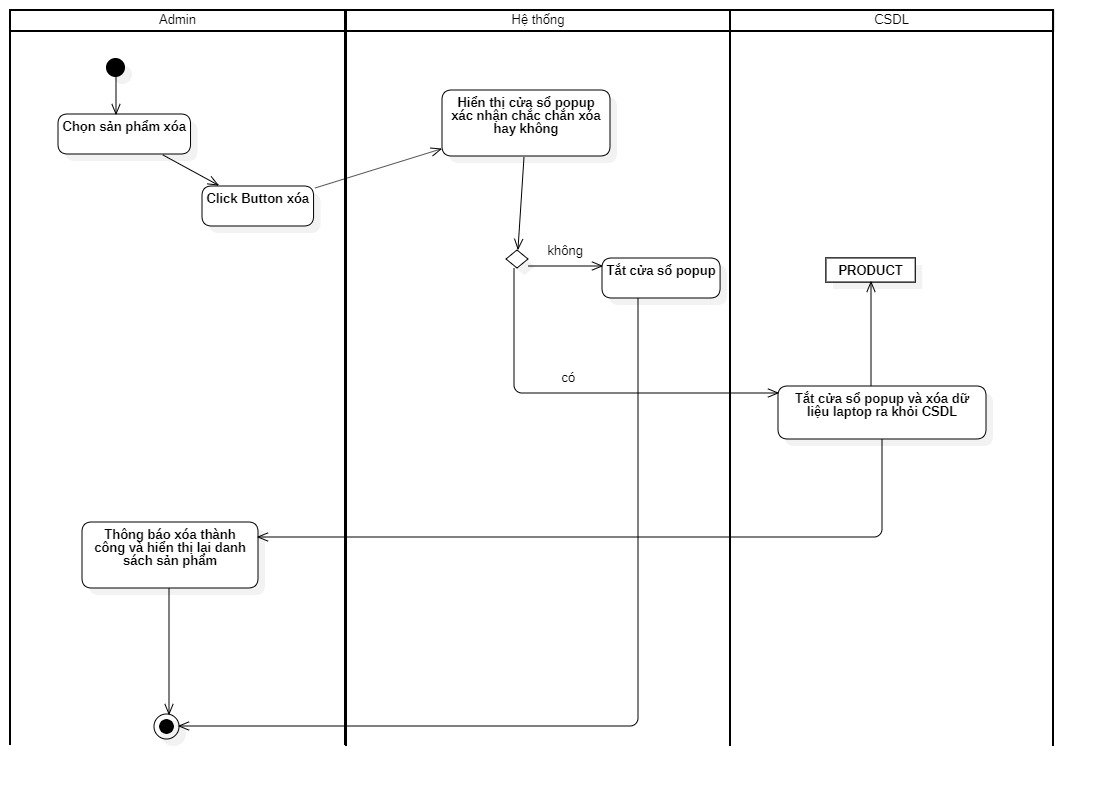 Admin
Hệ thống
CSDL
Hiển thị cửa sổ popup
xác nhận chắc chắn xóa
hay không
Chọn sản phẩm xóa
Click Button xóa
không
Tắt cửa sổ popup
PRODUCT
có
Tắt cửa sổ popup và xóa dữ
liệu laptop ra khỏi CSDL
Thông báo xóa thành
công và hiển thị lại danh
sách sản phẩm